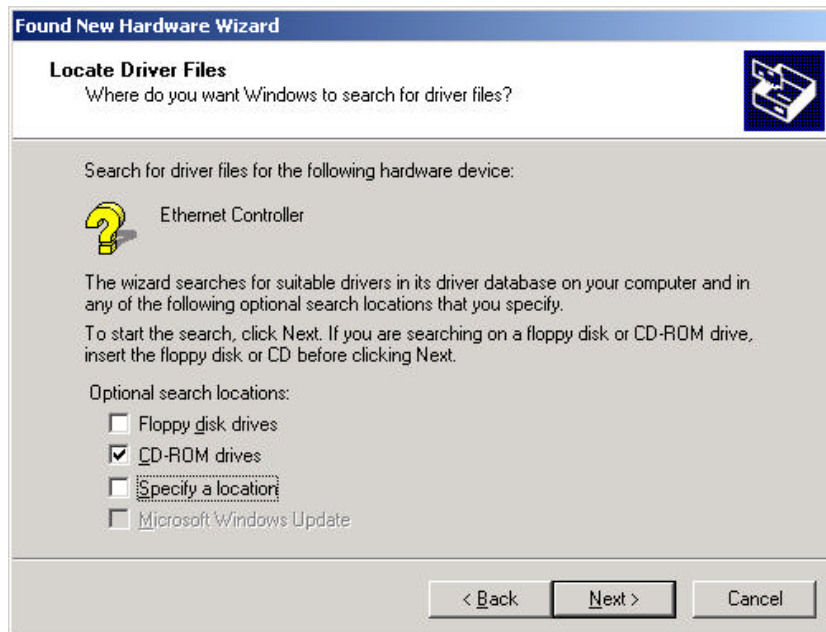 Found New Hardware Wizard
Locate Driver Files
Where do you want Windows to search for driver files?
Search for driver files for the following hardware device:
Ethernet Controller
The wizard searches for suitable drivers in its driver database on your computer and in
any of the following optional search locations that you specify.
To start the search, click Next. If you are searching on a floppy disk or CD-ROM drive,
insert the floppy disk or CD before clicking Next.
Optional search locations:
Floppy disk drives
CD-ROM drives
Specify a location
Microsoft Windows Update
< Back Next > Cancel